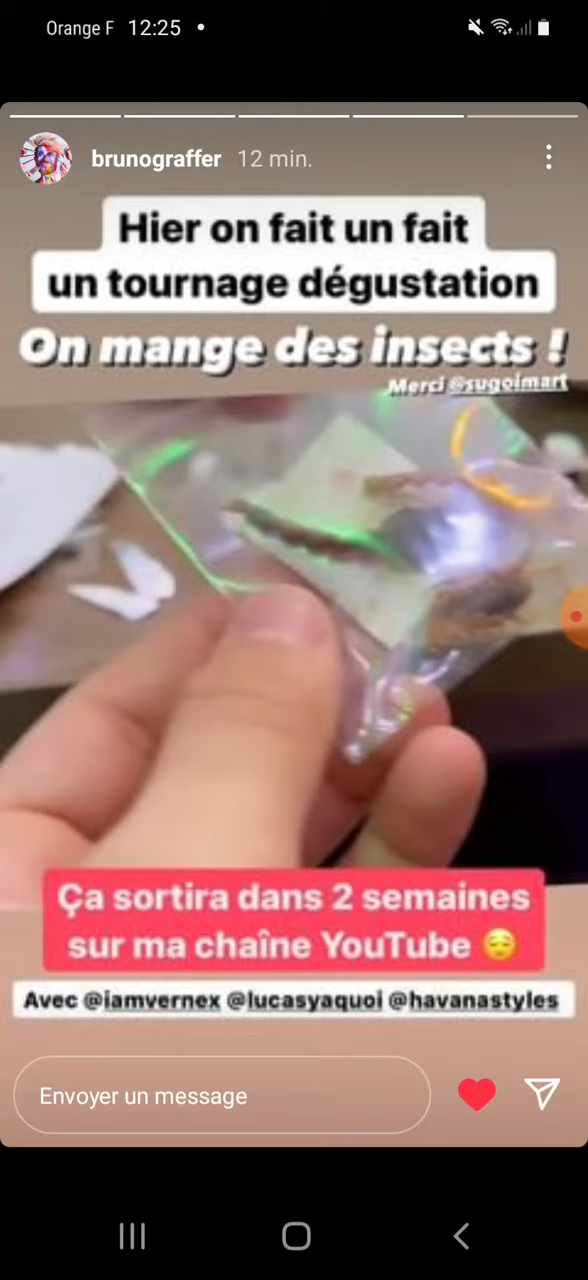 Orange F 12:25
brunograffer 12 min.
Hier on fait un fait
un tournage dégustation
On mange des insects !
Merci @sugoimart
Ça sortira dans 2 semaines
sur ma chaîne YouTube 😌
Avec @iamvernex @lucasyaquoi @havanastyles
Envoyer un message